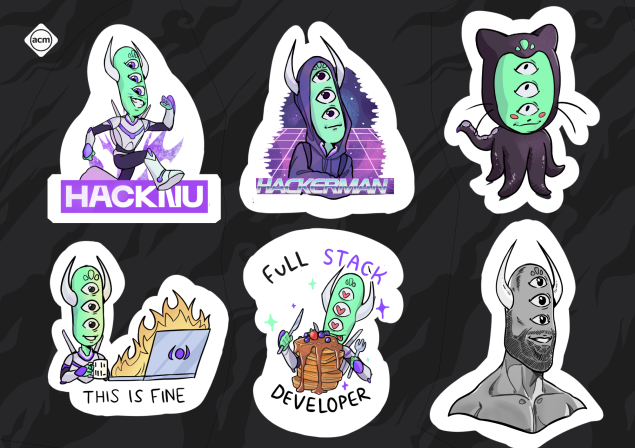 acm
HACKNU
HACKERMAN
THIS IS FINE
FULL STACK
DEVELOPER